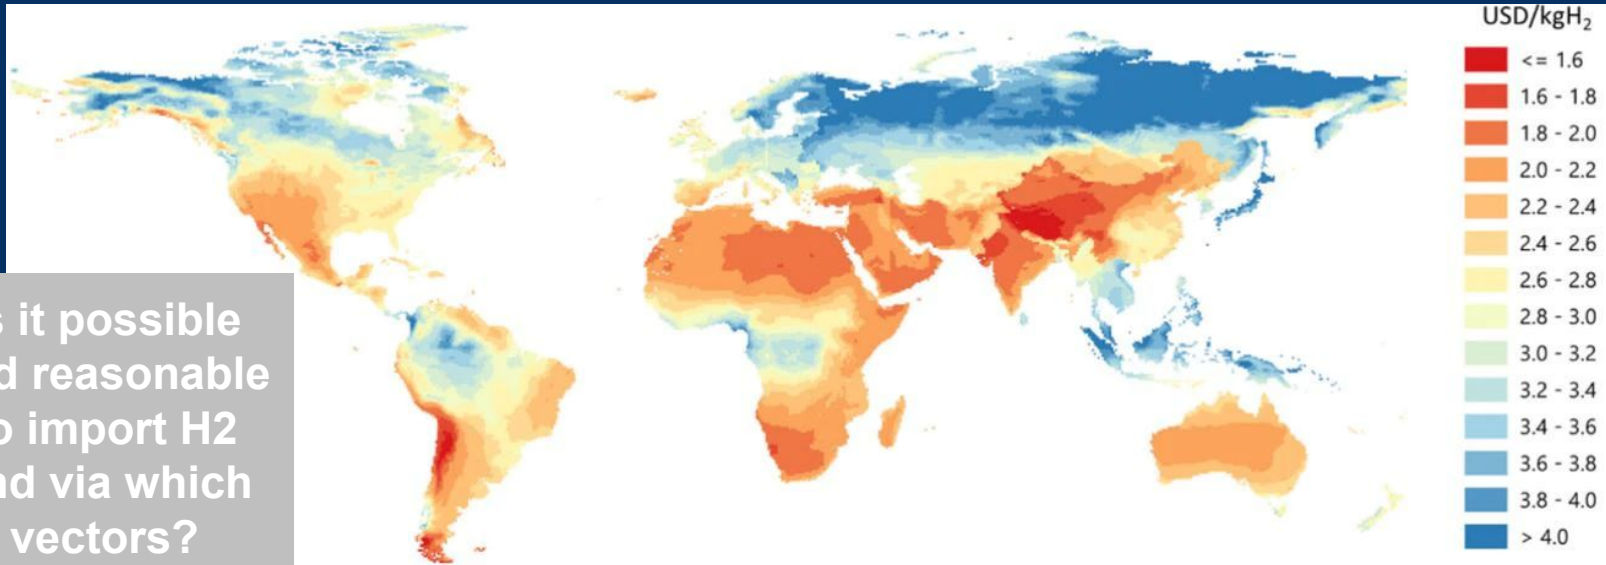 USD/kgH₂
<= 1.6
1.6 - 1.8
1.8 - 2.0
2.0 - 2.2
2.2 - 2.4
2.4 - 2.6
2.6 - 2.8
2.8 - 3.0
3.0 - 3.2
3.2 - 3.4
3.4 - 3.6
3.6 - 3.8
3.8 - 4.0
> 4.0
it possible
reasonable
import H2
via which
vectors?